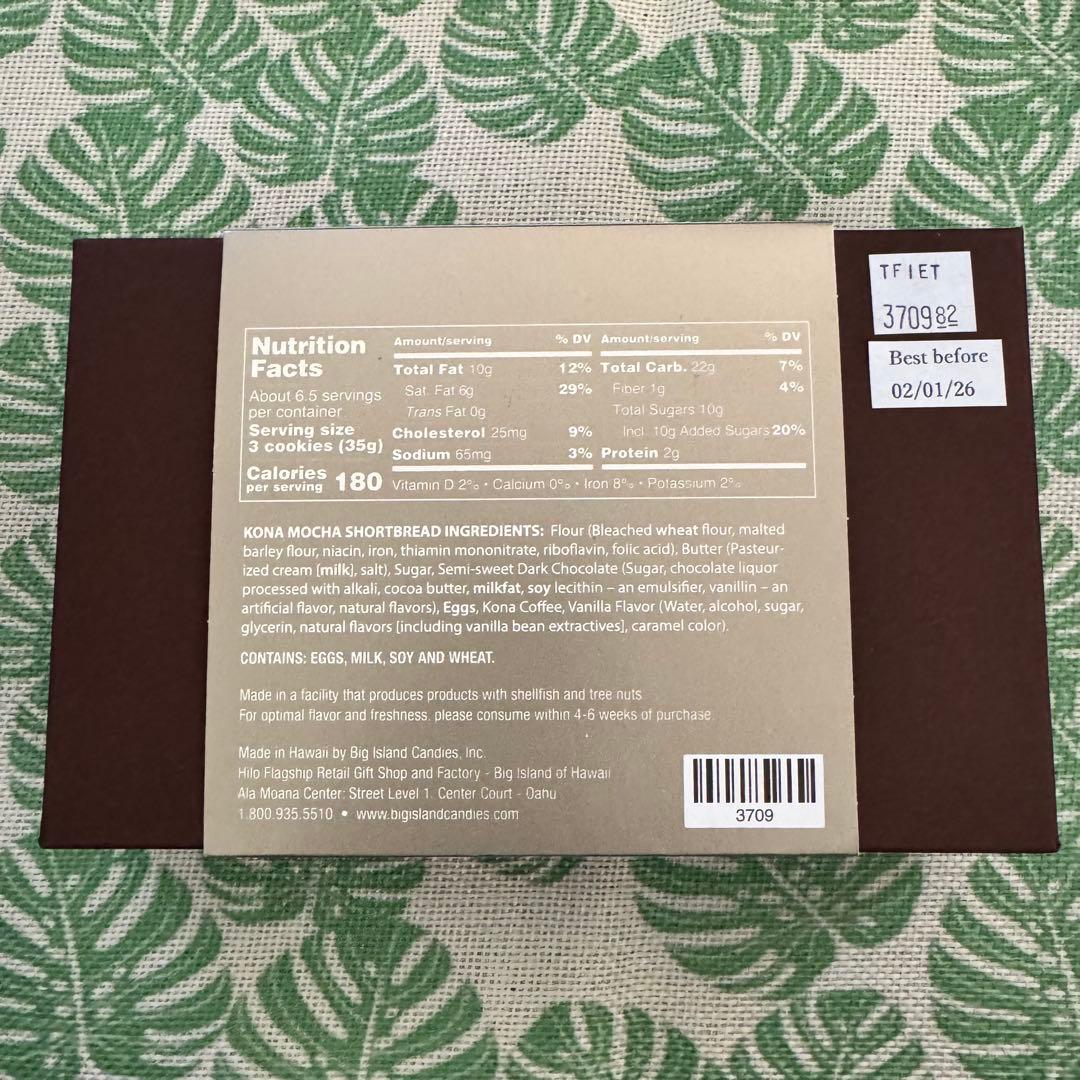 Nutrition
Facts
About 6.5 servings
per container
Serving size
3 cookies (35g)
Calories
per serving 180
Amount/serving % DV
Total Fat 10g 12%
Sat. Fat 6g 29%
Trans Fat 0g
Cholesterol 25mg 9%
Sodium 65mg 3%
Amount/serving % DV
Total Carb. 22g 7%
Fiber 1g 4%
Total Sugars 10g
Incl. 10g Added Sugars 20%
Protein 2g
Vitamin D 2% • Calcium 0% • Iron 8% • Potassium 2%
KONA MOCHA SHORTBREAD INGREDIENTS: Flour (Bleached wheat flour, malted
barley flour, niacin, iron, thiamin mononitrate, riboflavin, folic acid), Butter (Pasteur-
ized cream [milk], salt), Sugar, Semi-sweet Dark Chocolate (Sugar, chocolate liquor
processed with alkali, cocoa butter, milkfat, soy lecithin – an emulsifier, vanillin – an
artificial flavor, natural flavors), Eggs, Kona Coffee, Vanilla Flavor (Water, alcohol, sugar,
glycerin, natural flavors [including vanilla bean extractives], caramel color).
CONTAINS: EGGS, MILK, SOY AND WHEAT.
Made in a facility that produces products with shellfish and tree nuts.
For optimal flavor and freshness, please consume within 4-6 weeks of purchase.
Made in Hawaii by Big Island Candies, Inc.
Hilo Flagship Retail Gift Shop and Factory - Big Island of Hawaii
Ala Moana Center: Street Level 1, Center Court - Oahu
1.800.935.5510 • www.bigislandcandies.com
3709
TFIET
370982
Best before
02/01/26